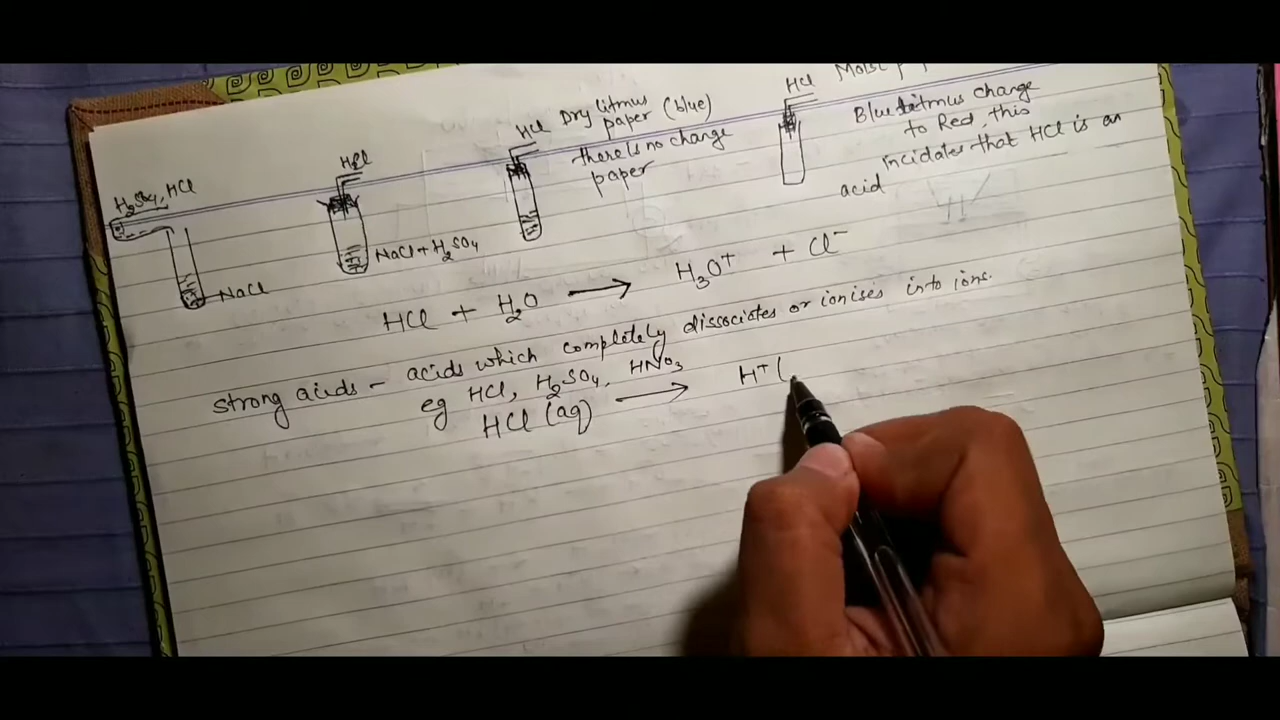 HCl
Moist
HCl Dry litmus paper (blue)
there is no change paper
Blue litmus change
to Red, this
incidates that HCl is an
acid
HCl
H₂SO₄, HCl
NaCl + H₂SO₄
NaCl
HCl + H₂O ⟶ H₃O⁺ + Cl⁻
strong acids - acids which completely dissociates or ionises into ions.
eg HCl, H₂SO₄, HNO₃
HCl (aq) ⟶ H⁺ (